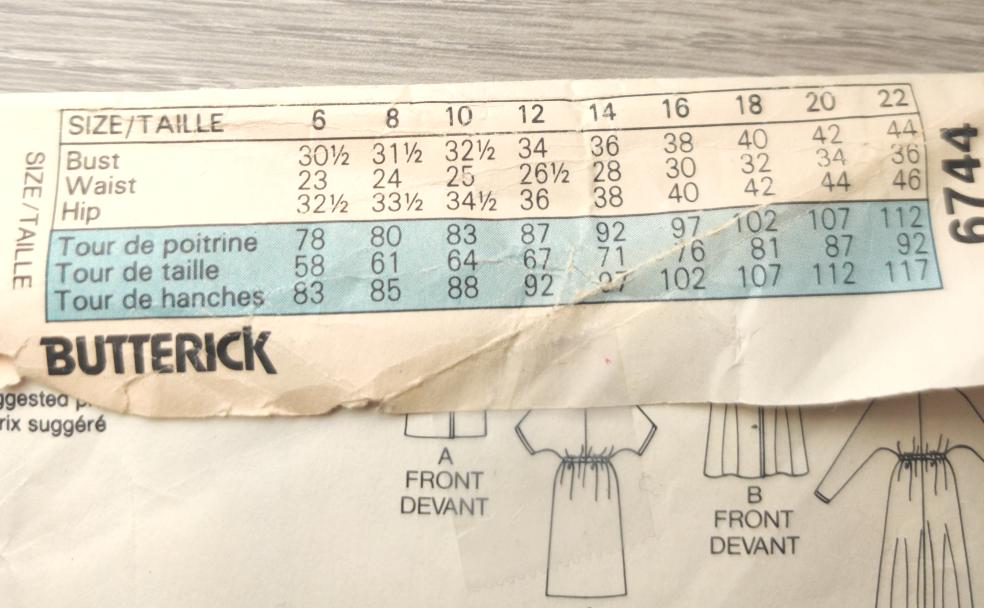 SIZE/TAILLE 6 8 10 12 14 16 18 20 22
Bust 30½ 31½ 32½ 34 36 38 40 42 44
Waist 23 24 25 26½ 28 30 32 34 36
Hip 32½ 33½ 34½ 36 38 40 42 44 46
Tour de poitrine 78 80 83 87 92 97 102 107 112
Tour de taille 58 61 64 67 71 76 81 87 92
Tour de hanches 83 85 88 92 97 102 107 112 117
SIZE/TAILLE
6744
BUTTERICK
ggested p
rix suggéré
A
FRONT
DEVANT
B
FRONT
DEVANT